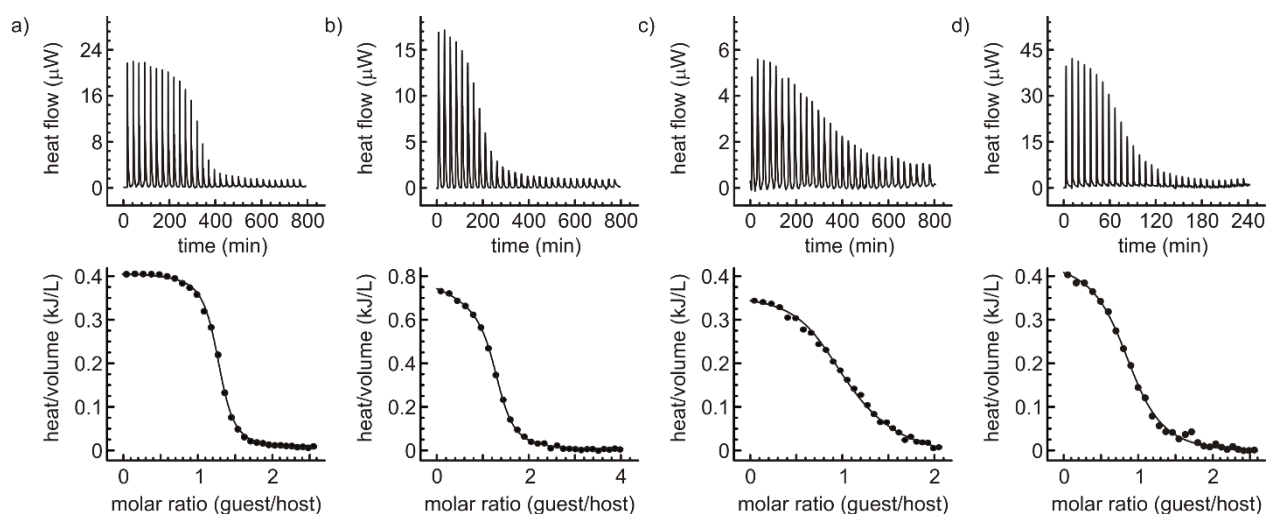 a)
heat flow (μW)
24
16
8
0
0 200 400 600 800
time (min)
heat/volume (kJ/L)
0.4
0.3
0.2
0.1
0
0 1 2
molar ratio (guest/host)
b)
heat flow (μW)
15
10
5
0
0 200 400 600 800
time (min)
heat/volume (kJ/L)
0.8
0.6
0.4
0.2
0
0 1 2 3 4
molar ratio (guest/host)
c)
heat flow (μW)
6
4
2
0
0 200 400 600 800
time (min)
heat/volume (kJ/L)
0.4
0.3
0.2
0.1
0
0 1 2
molar ratio (guest/host)
d)
heat flow (μW)
45
30
15
0
0 60 120 180 240
time (min)
heat/volume (kJ/L)
0.4
0.3
0.2
0.1
0
0 1 2
molar ratio (guest/host)